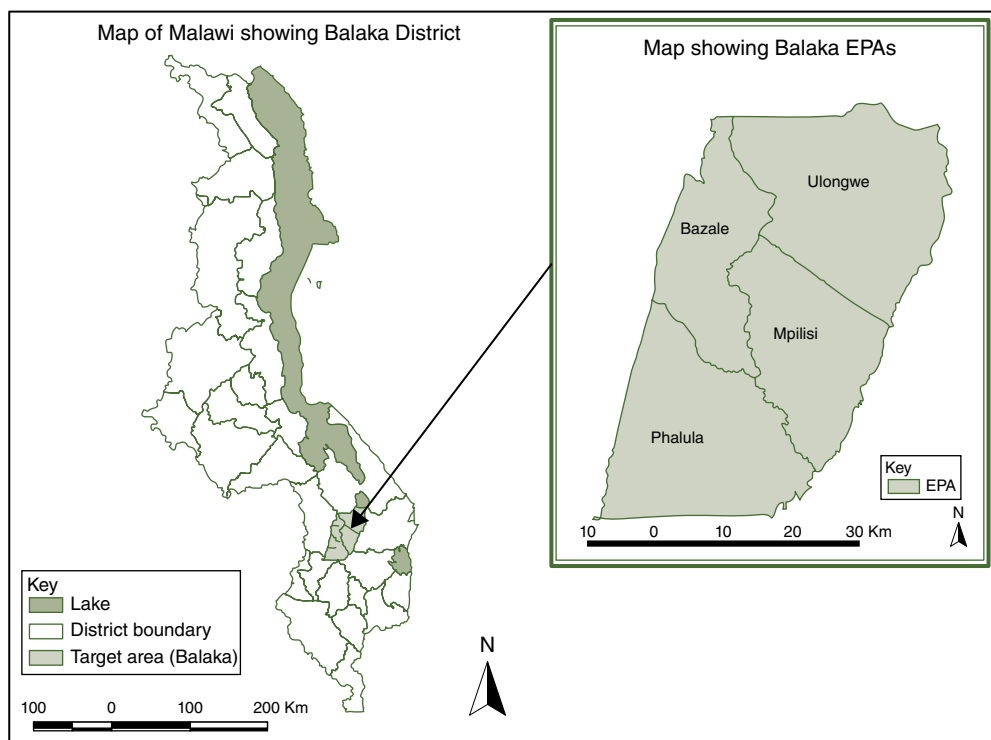 Map of Malawi showing Balaka District
Key
Lake
District boundary
Target area (Balaka)
100 0 100 200 Km
N
Map showing Balaka EPAs
Ulongwe
Bazale
Mpilisi
Phalula
Key
EPA
10 0 10 20 30 Km
N